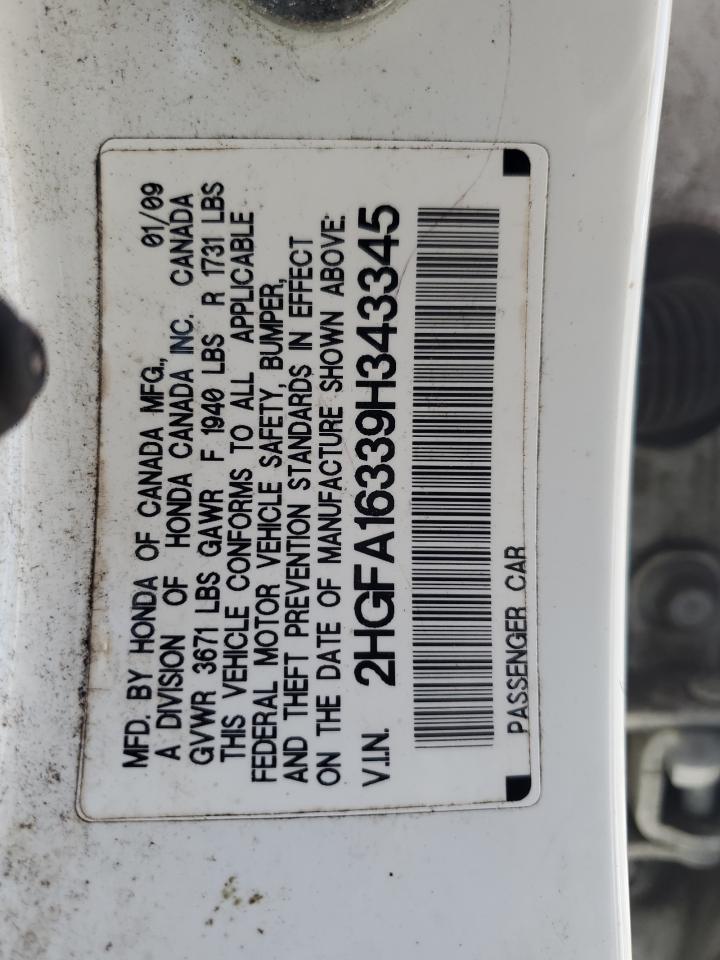 MFD. BY HONDA OF CANADA MFG., 01/09
A DIVISION OF HONDA CANADA INC. CANADA
GVWR 3671 LBS GAWR F 1940 LBS R 1731 LBS
THIS VEHICLE CONFORMS TO ALL APPLICABLE
FEDERAL MOTOR VEHICLE SAFETY, BUMPER,
AND THEFT PREVENTION STANDARDS IN EFFECT
ON THE DATE OF MANUFACTURE SHOWN ABOVE:
V.I.N. 2HGFA16339H343345
PASSENGER CAR